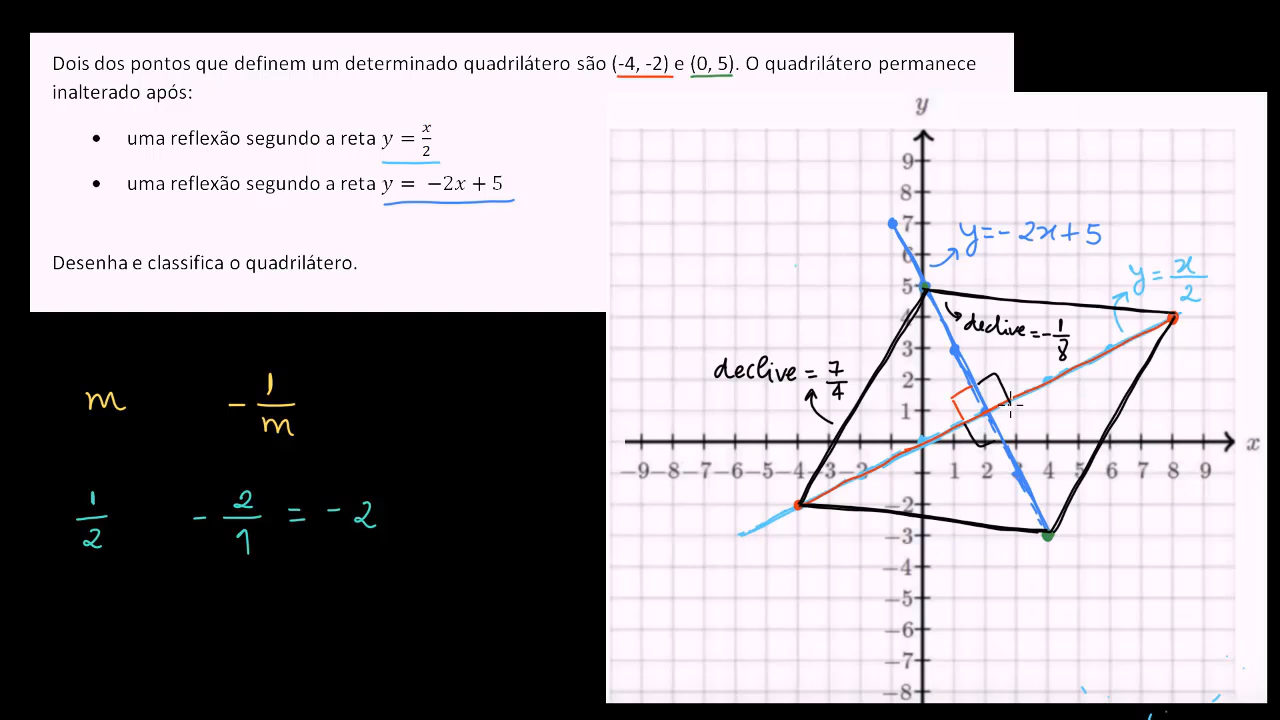 Dois dos pontos que definem um determinado quadrilátero são (-4, -2) e (0, 5). O quadrilátero permanece
inalterado após:
• uma reflexão segundo a reta y = x/2
• uma reflexão segundo a reta y = −2x + 5
Desenha e classifica o quadrilátero.
y
9
8
7
6
5
4
3
2
1
y = - 2x + 5
y = x/2
declive = - 1/8
declive = 7/4
−9 −8 −7 −6 −5 −4 −3 −2 1 2 3 4 5 6 7 8 9 x
−2
−3
−4
−5
−6
−7
−8
m - 1/m
1/2 - 2/1 = - 2